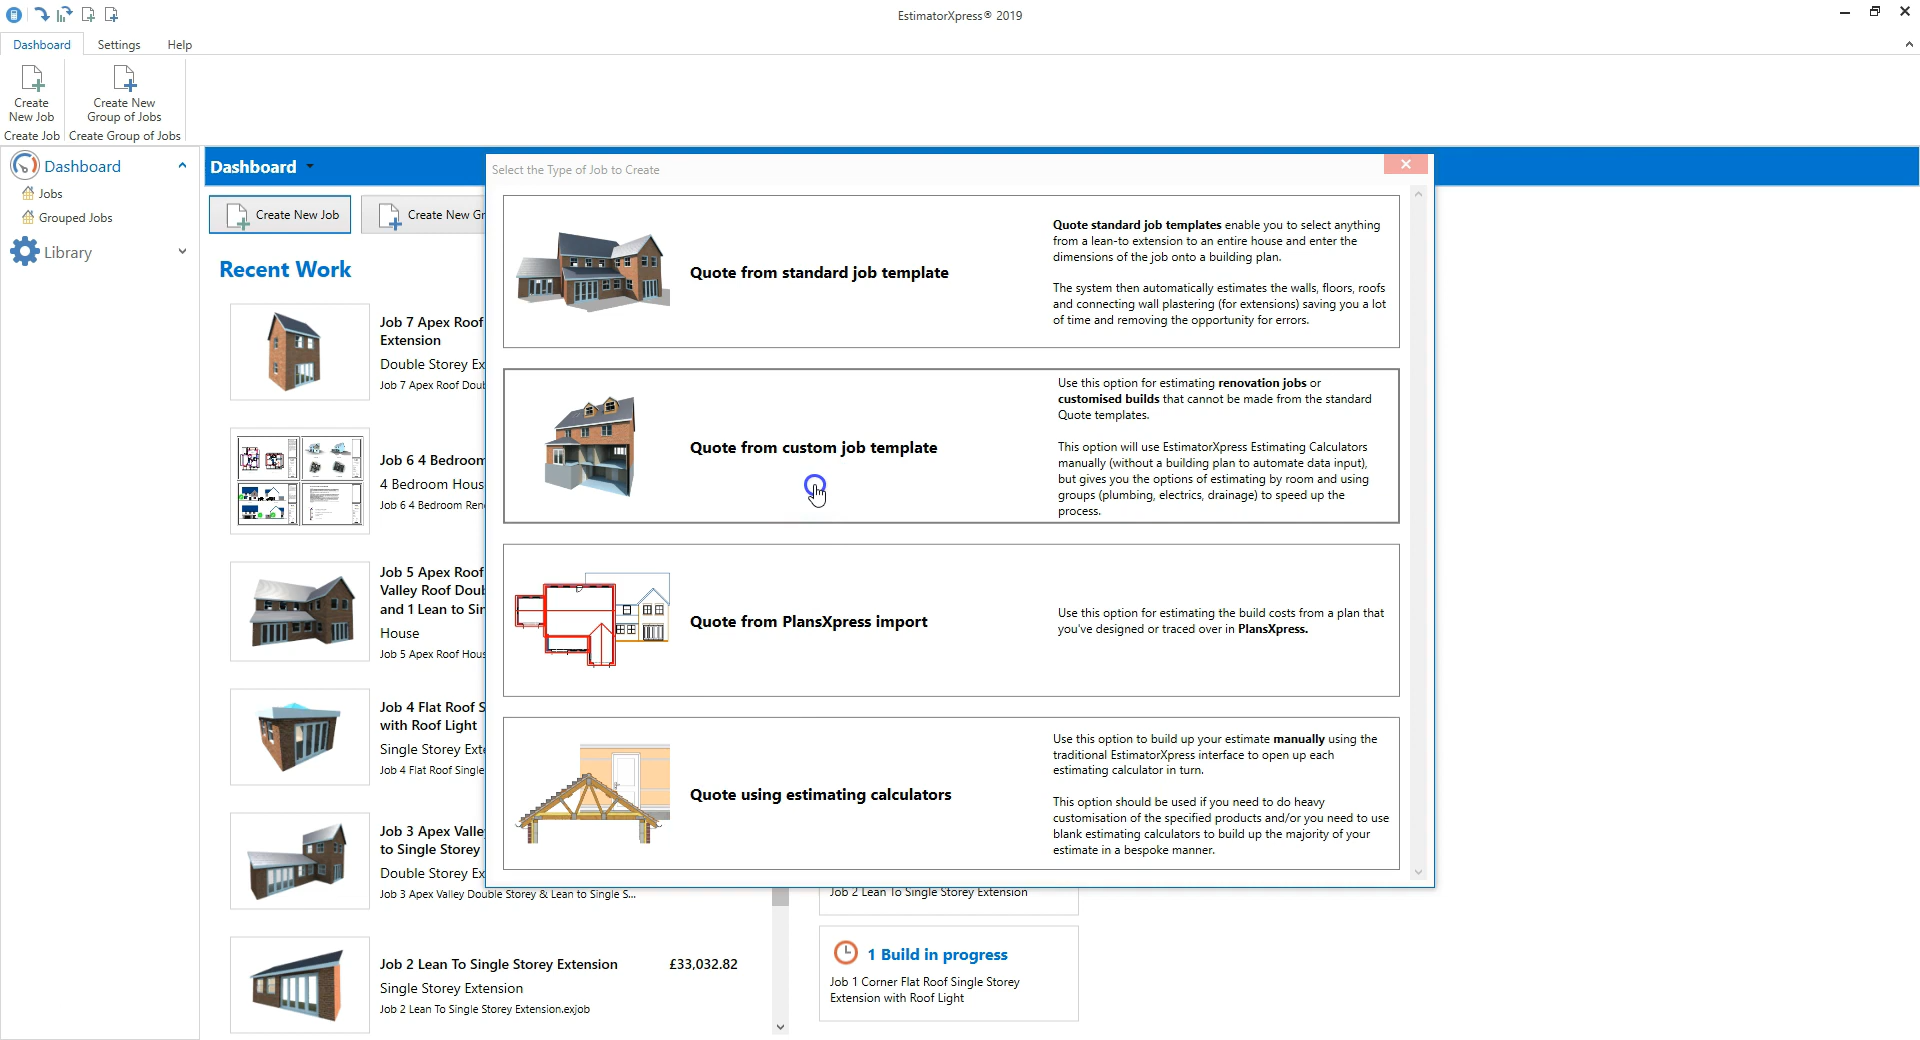 EstimatorXpress® 2019
Dashboard
Settings
Help
Create
New Job
Create New
Group of Jobs
Create Job
Create Group of Jobs
Dashboard
Jobs
Grouped Jobs
Library
Dashboard
Create New Job
Create New Gr
Recent Work
Job 7 Apex Roof
Extension
Double Storey Ex
Job 7 Apex Roof Doub
Job 6 4 Bedroom
4 Bedroom Hous
Job 6 4 Bedroom Ren
Job 5 Apex Roof
Valley Roof Doub
and 1 Lean to Sin
House
Job 5 Apex Roof Hous
Job 4 Flat Roof S
with Roof Light
Single Storey Exte
Job 4 Flat Roof Single
Job 3 Apex Valle
to Single Storey
Double Storey Ex
Job 3 Apex Valley Double Storey & Lean to Single S...
Job 2 Lean To Single Storey Extension
£33,032.82
Single Storey Extension
Job 2 Lean To Single Storey Extension.exjob
Select the Type of Job to Create
Quote from standard job template
Quote standard job templates enable you to select anything
from a lean-to extension to an entire house and enter the
dimensions of the job onto a building plan.
The system then automatically estimates the walls, floors, roofs
and connecting wall plastering (for extensions) saving you a lot
of time and removing the opportunity for errors.
Quote from custom job template
Use this option for estimating renovation jobs or
customised builds that cannot be made from the standard
Quote templates.
This option will use EstimatorXpress Estimating Calculators
manually (without a building plan to automate data input),
but gives you the options of estimating by room and using
groups (plumbing, electrics, drainage) to speed up the
process.
Quote from PlansXpress import
Use this option for estimating the build costs from a plan that
you've designed or traced over in PlansXpress.
Quote using estimating calculators
Use this option to build up your estimate manually using the
traditional EstimatorXpress interface to open up each
estimating calculator in turn.
This option should be used if you need to do heavy
customisation of the specified products and/or you need to use
blank estimating calculators to build up the majority of your
estimate in a bespoke manner.
Job 2 Lean To Single Storey Extension
1 Build in progress
Job 1 Corner Flat Roof Single Storey
Extension with Roof Light